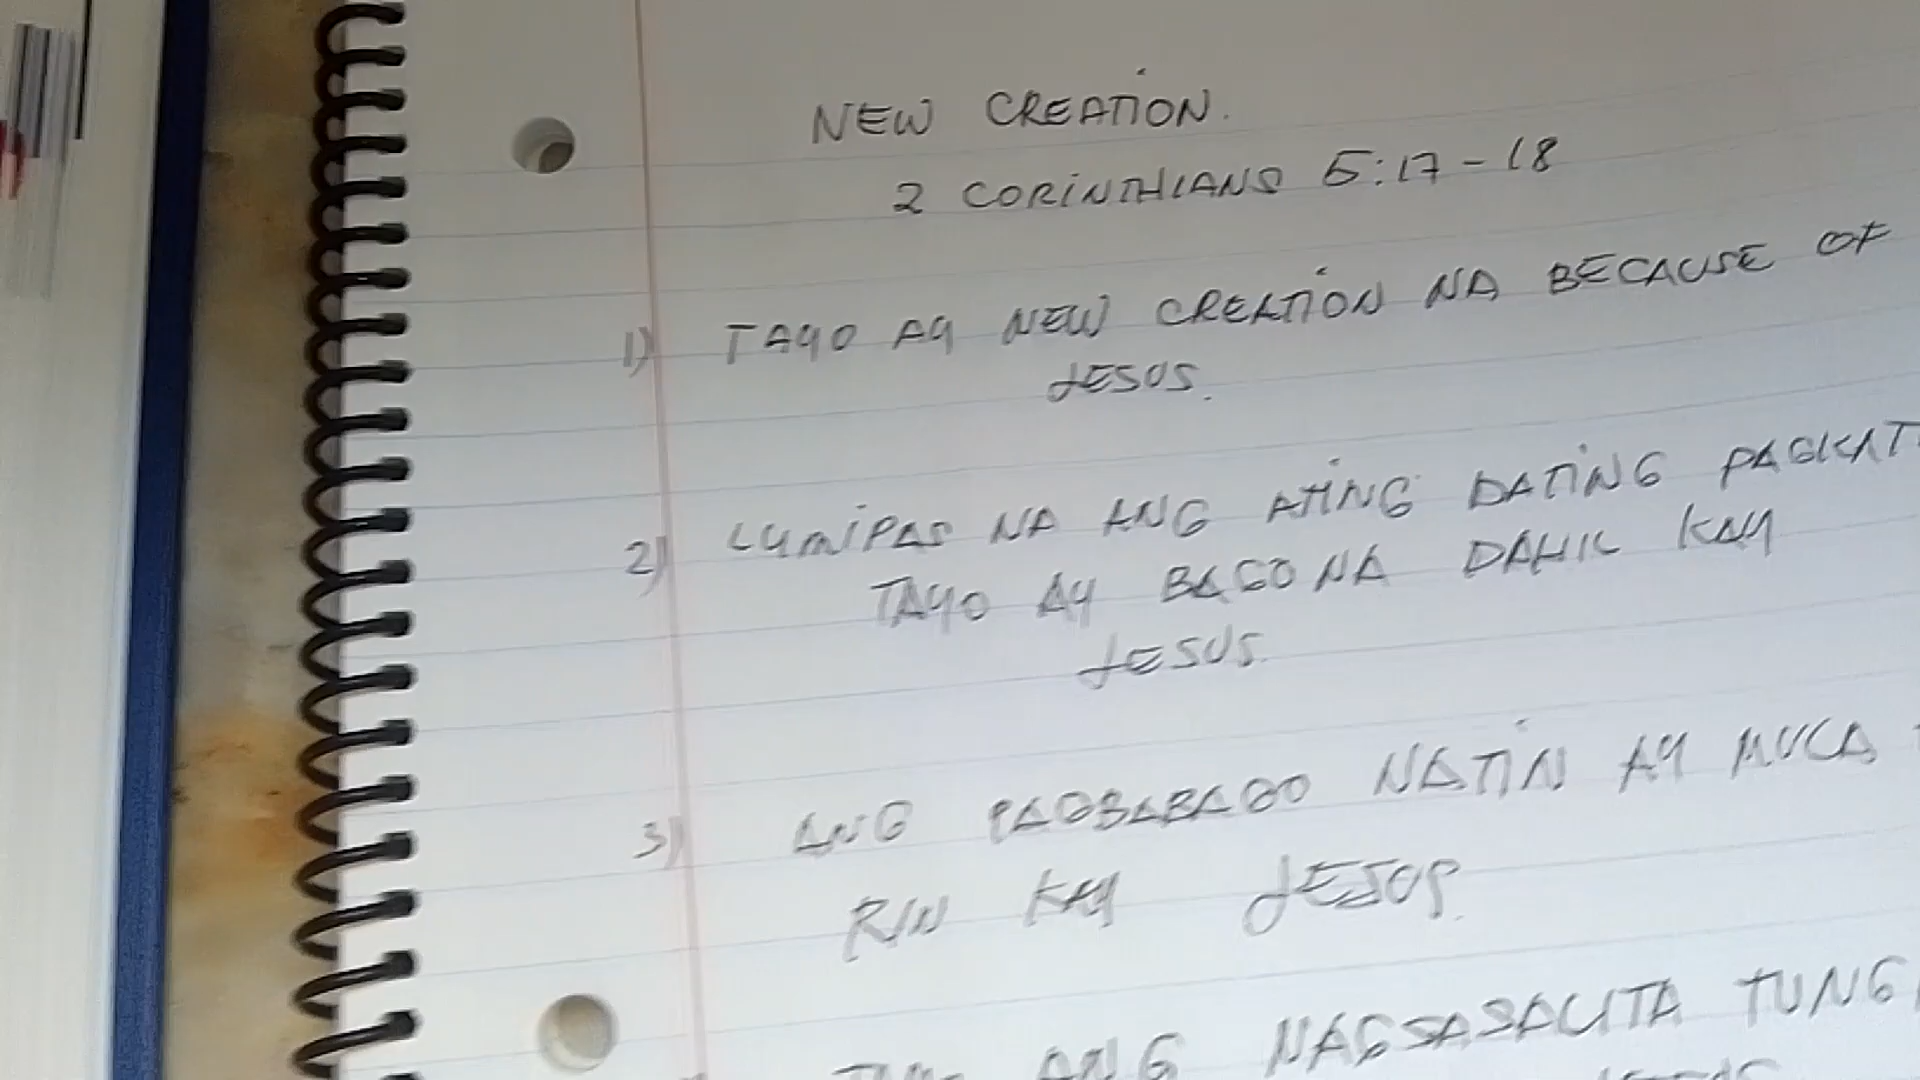 NEW CREATION.
2 CORINTHIANS 5:17-18
1) TAYO AY NEW CREATION NA BECAUSE OF
JESUS.
2) LUMIPAS NA ANG ATING DATING
TAYO AY BAGO NA DAHIL KAY
JESUS.
3) ANG PAGBABAGO NATIN AY MULA
RIN KAY JESUS.
ANG NAGSASALITA